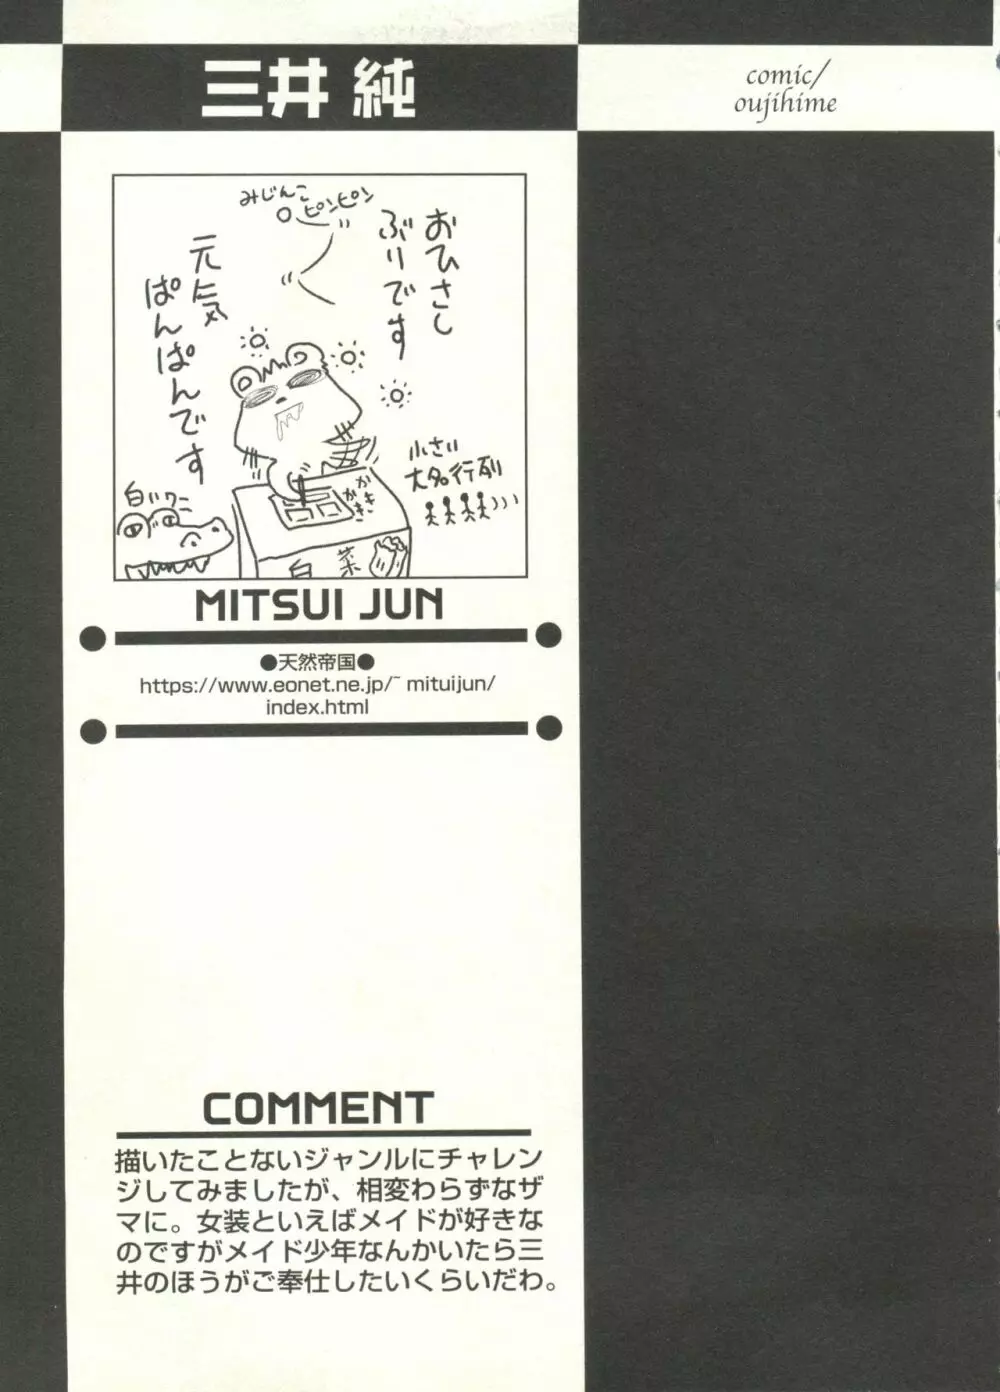 三井 純
comic/
oujihime
みじんこ
ピンピン
おひさし
ぶりです
元気
ぱんぱんです
小さい
大名行列
かきかき
白いワニ
白菜
MITSUI JUN
●天然帝国●
https://www.eonet.ne.jp/~mituijun/
index.html
COMMENT
描いたことないジャンルにチャレン
ジしてみましたが、相変わらずなザ
マに。女装といえばメイドが好きな
のですがメイド少年なんかいたら三
井のほうがご奉仕したいくらいだわ。